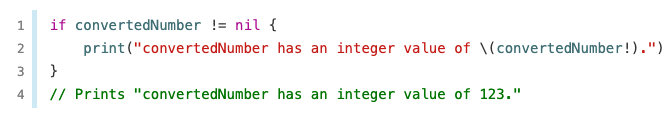 1 if convertedNumber != nil {
2     print("convertedNumber has an integer value of \(convertedNumber!).")
3 }
4 // Prints "convertedNumber has an integer value of 123."